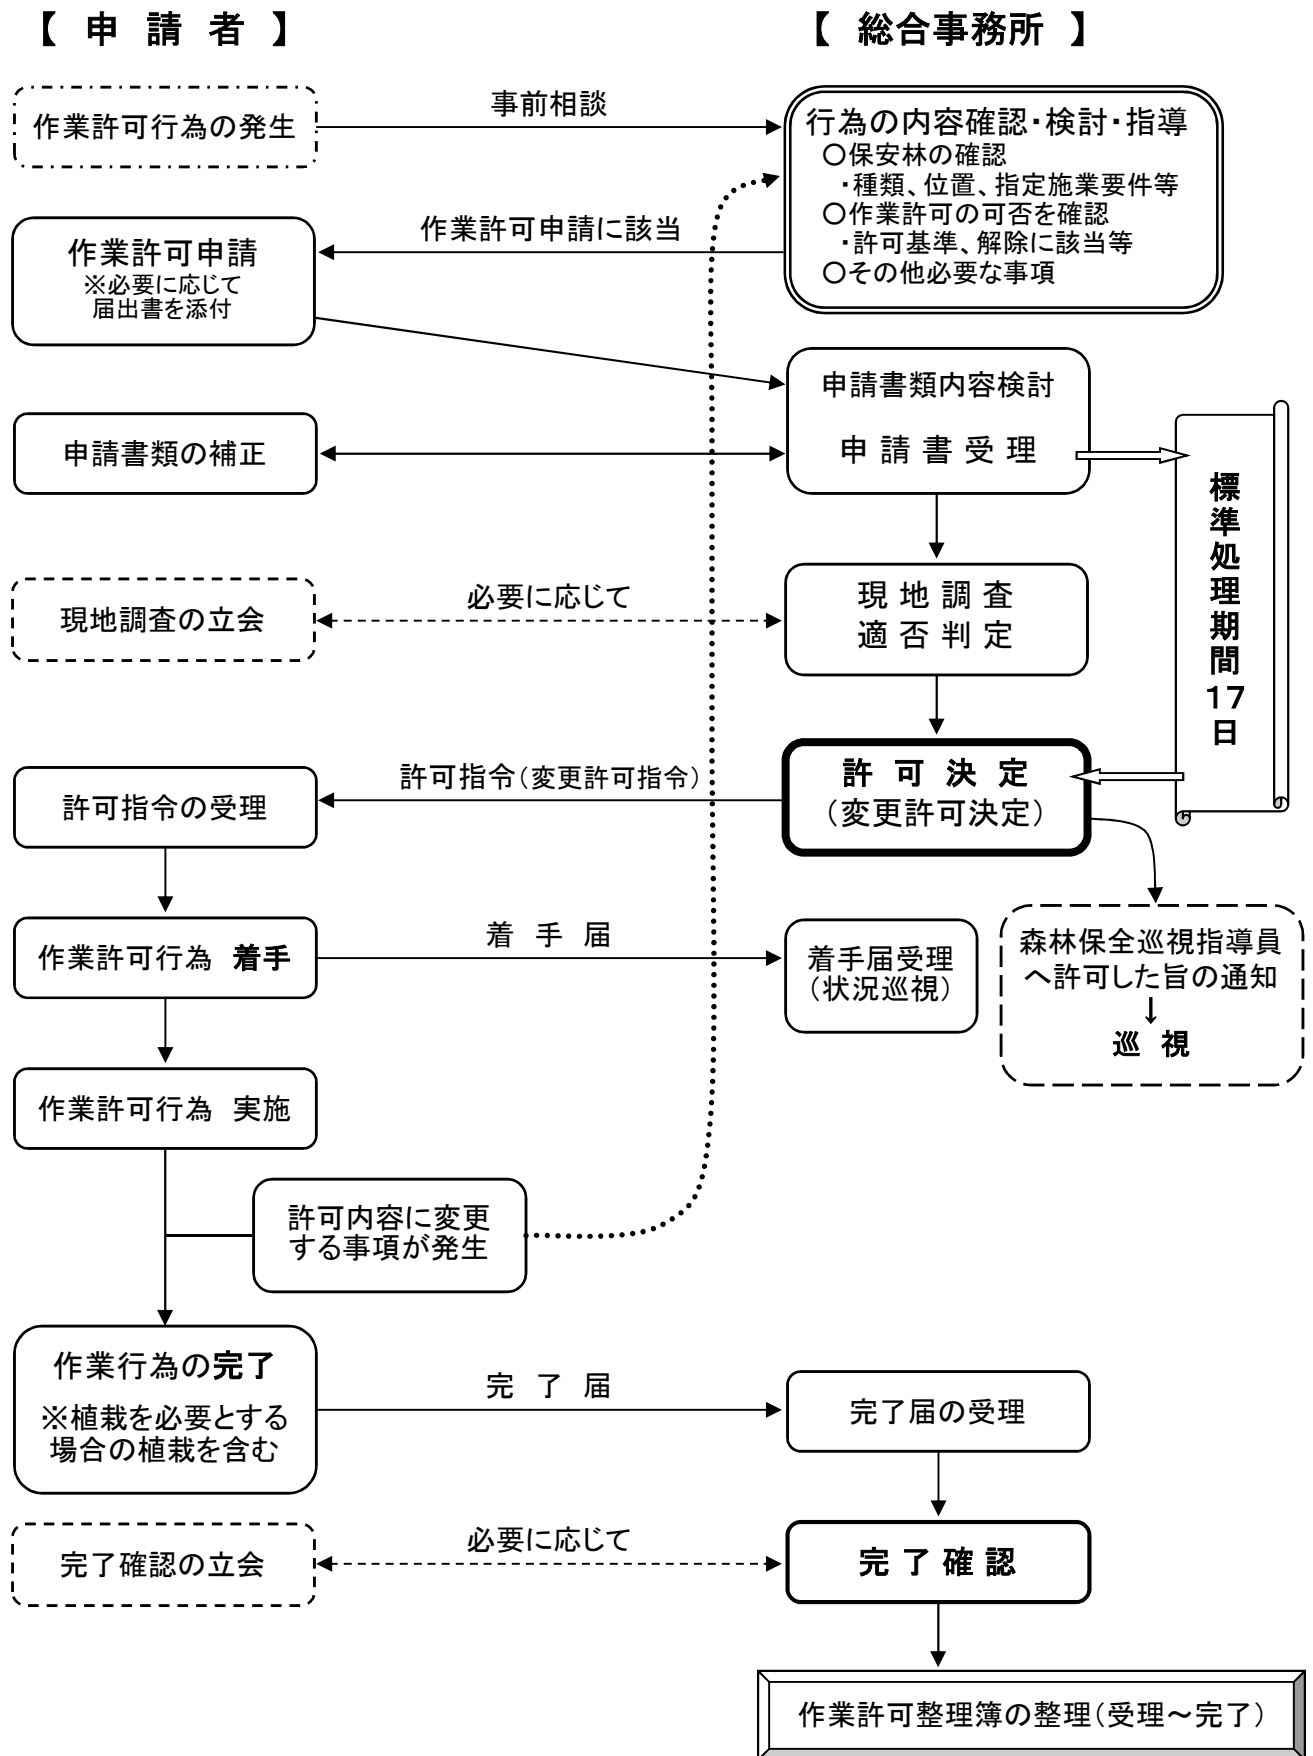 【 申 請 者 】
【 総合事務所 】
作業許可行為の発生
事前相談
行為の内容確認・検討・指導
○保安林の確認
・種類、位置、指定施業要件等
○作業許可の可否を確認
・許可基準、解除に該当等
○その他必要な事項
作業許可申請に該当
作業許可申請
※必要に応じて
届出書を添付
申請書類内容検討
申 請 書 受 理
申請書類の補正
標準処理期間17日
現地調査の立会
必要に応じて
現 地 調 査
適 否 判 定
許 可 決 定
（変更許可決定）
許可指令（変更許可指令）
許可指令の受理
作業許可行為 着手
着 手 届
着手届受理
（状況巡視）
森林保全巡視指導員
へ許可した旨の通知
↓
巡 視
作業許可行為 実施
許可内容に変更
する事項が発生
作業行為の完了
※植栽を必要とする
場合の植栽を含む
完 了 届
完了届の受理
完了確認の立会
必要に応じて
完 了 確 認
作業許可整理簿の整理（受理～完了）